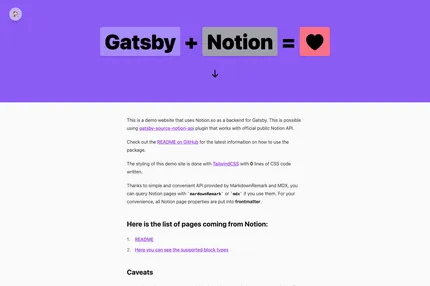 Gatsby + Notion = 🖤
↓
This is a demo website that uses Notion.so as a backend for Gatsby. This is possible
using gatsby-source-notion-api plugin that works with official public Notion API.
Check out the README on GitHub for the latest information on how to use the
package.
The styling of this demo site is done with TailwindCSS with 0 lines of CSS code
written.
Thanks to simple and convenient API provided by MarkdownRemark and MDX, you
can query Notion pages with `mardownRemark` or `mdx` if you use them. For your
convenience, all Notion page properties are put into frontmatter.
Here is the list of pages coming from Notion:
1. README
2. Here you can see the supported block types
Caveats